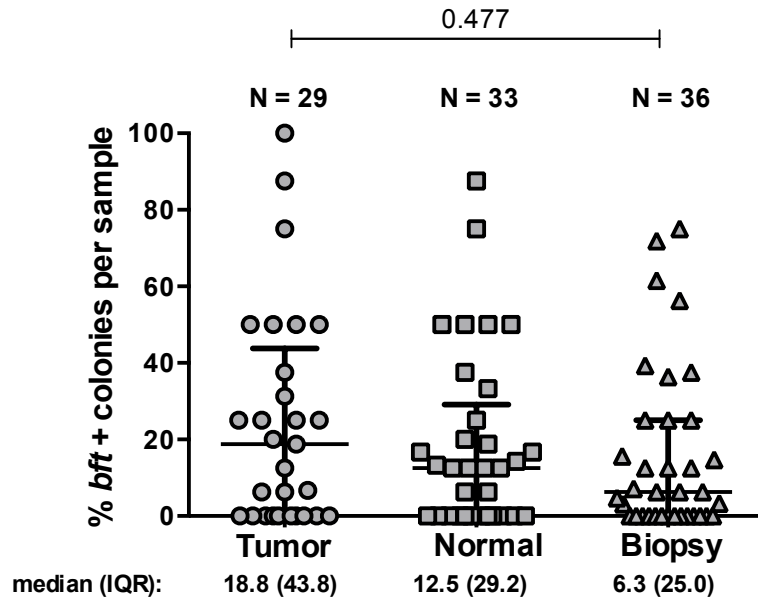 0.477
N = 29 N = 33 N = 36
% bft + colonies per sample
100
80
60
40
20
0
Tumor Normal Biopsy
median (IQR): 18.8 (43.8) 12.5 (29.2) 6.3 (25.0)